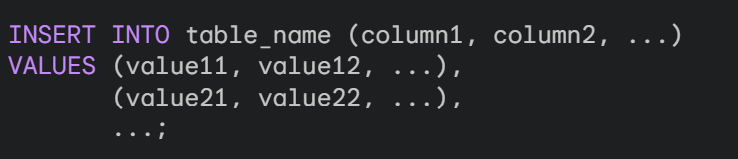 INSERT INTO table_name (column1, column2, ...)
VALUES (value11, value12, ...),
(value21, value22, ...),
...;